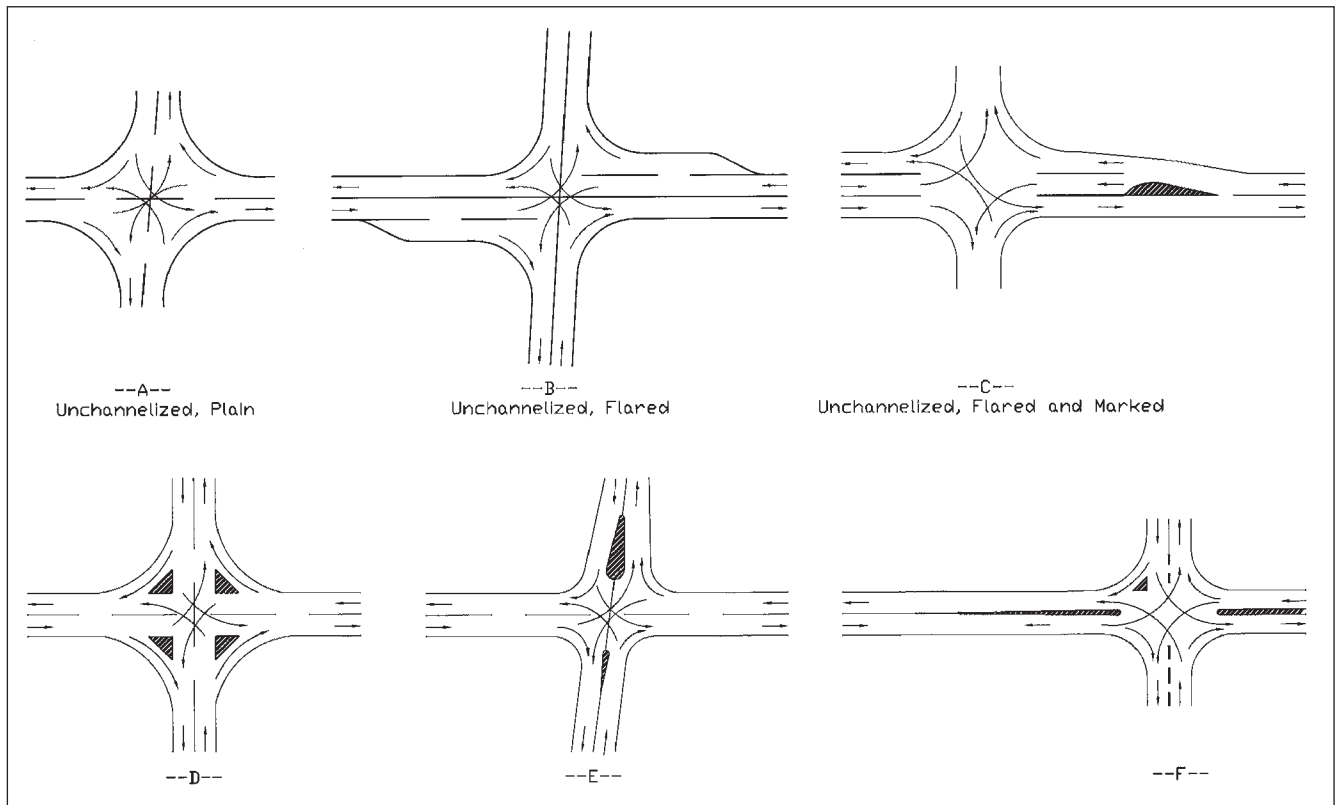 --A--
Unchannelized, Plain
--B--
Unchannelized, Flared
--C--
Unchannelized, Flared and Marked
--D--
--E--
--F--